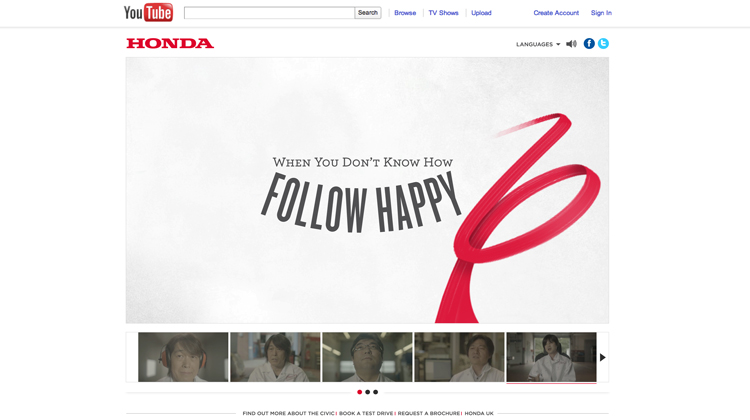 YouTube
Search
Browse
TV Shows
Upload
Create Account
Sign In
HONDA
LANGUAGES
f
t
WHEN YOU DON'T KNOW HOW
FOLLOW HAPPY
FIND OUT MORE ABOUT THE CIVIC | BOOK A TEST DRIVE | REQUEST A BROCHURE | HONDA UK